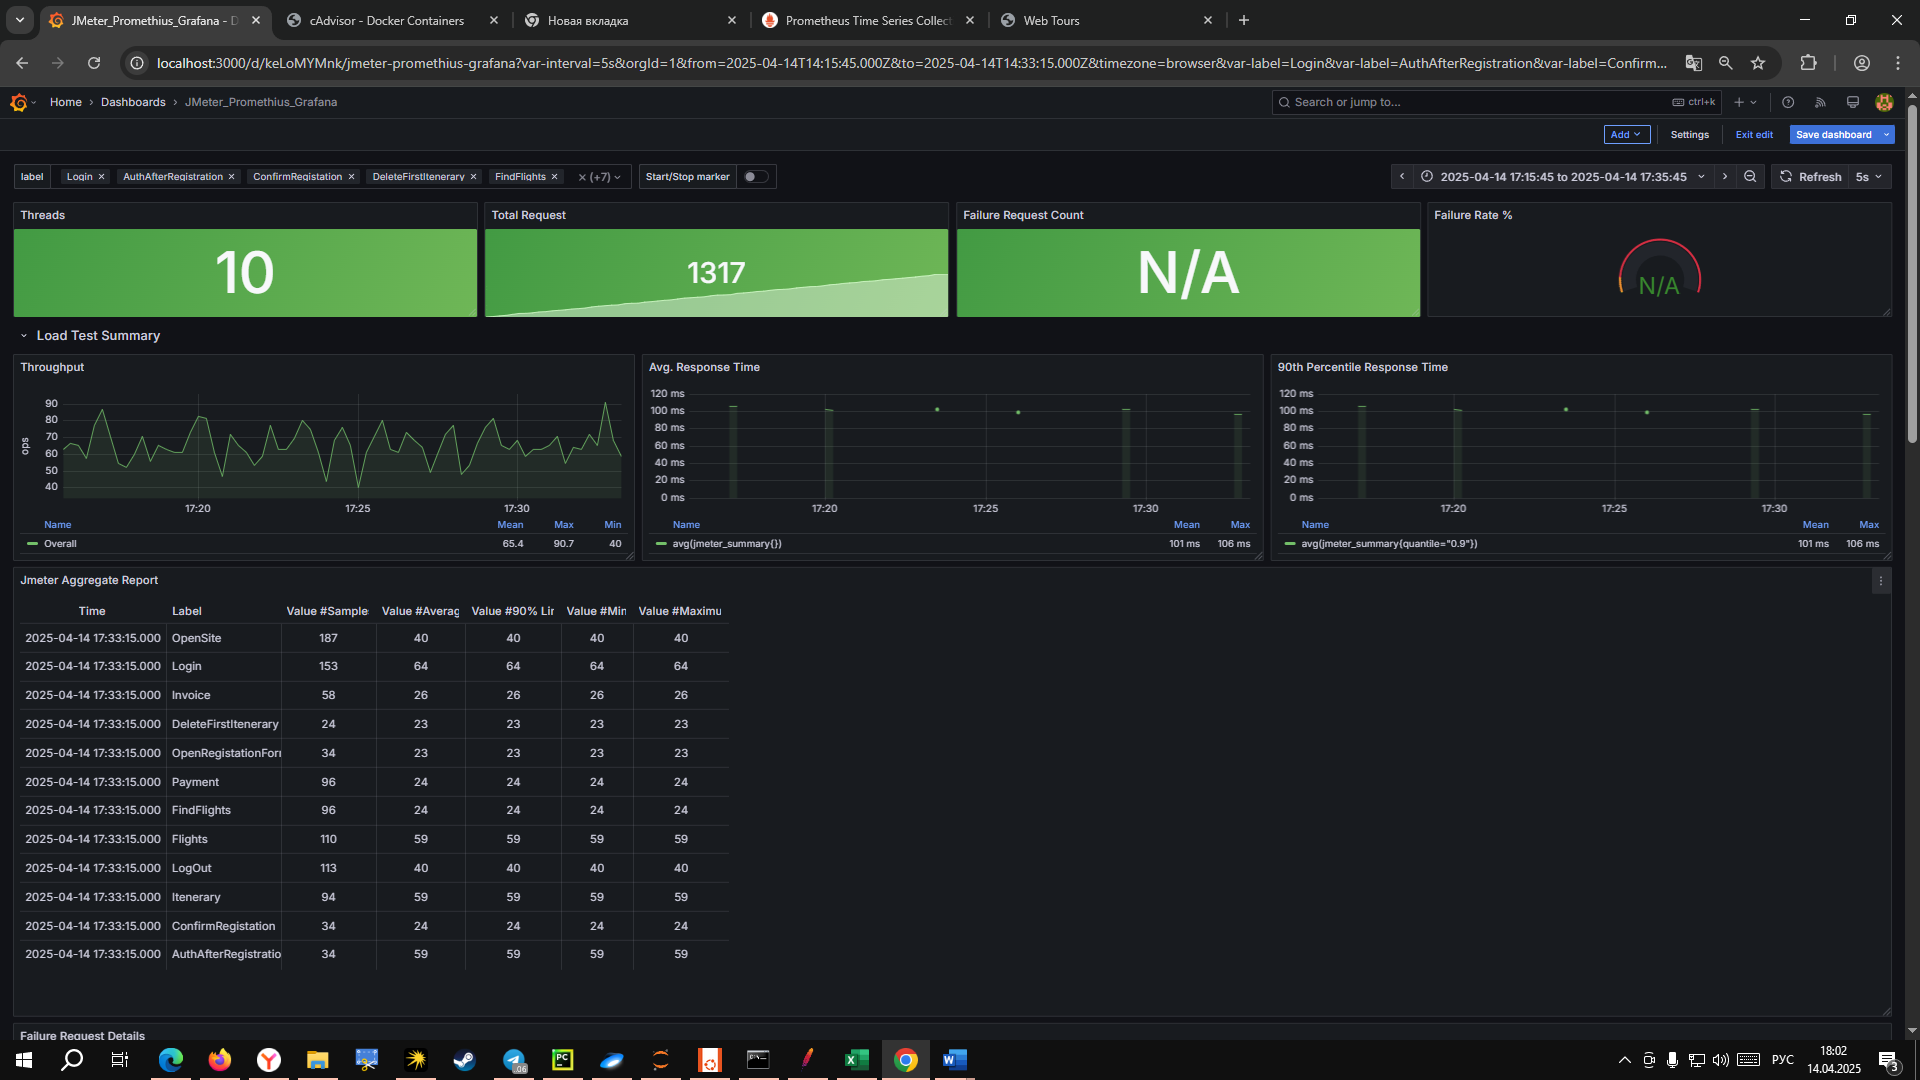 JMeter_Promethius_Grafana - D
cAdvisor - Docker Containers
Новая вкладка
Prometheus Time Series Collect
Web Tours
localhost:3000/d/keLoMYMnk/jmeter-promethius-grafana?var-interval=5s&orgId=1&from=2025-04-14T14:15:45.000Z&to=2025-04-14T14:33:15.000Z&timezone=browser&var-label=Login&var-label=AuthAfterRegistration&var-label=Confirm...
Home › Dashboards › JMeter_Promethius_Grafana
Search or jump to... ctrl+k
Add Settings Exit edit Save dashboard
label Login AuthAfterRegistration ConfirmRegistation DeleteFirstItenerary FindFlights (+7) Start/Stop marker
2025-04-14 17:15:45 to 2025-04-14 17:35:45 Refresh 5s
Threads
10
Total Request
1317
Failure Request Count
N/A
Failure Rate %
N/A
Load Test Summary
Throughput
ops
90
80
70
60
50
40
17:20 17:25 17:30
Name Mean Max Min
Overall 65.4 90.7 40
Avg. Response Time
120 ms
100 ms
80 ms
60 ms
40 ms
20 ms
0 ms
17:20 17:25 17:30
Name Mean Max
avg(jmeter_summary{}) 101 ms 106 ms
90th Percentile Response Time
120 ms
100 ms
80 ms
60 ms
40 ms
20 ms
0 ms
17:20 17:25 17:30
Name Mean Max
avg(jmeter_summary{quantile="0.9"}) 101 ms 106 ms
Jmeter Aggregate Report
Time Label Value #Sample Value #Averag Value #90% Lir Value #Min Value #Maximu
2025-04-14 17:33:15.000 OpenSite 187 40 40 40 40
2025-04-14 17:33:15.000 Login 153 64 64 64 64
2025-04-14 17:33:15.000 Invoice 58 26 26 26 26
2025-04-14 17:33:15.000 DeleteFirstItenerary 24 23 23 23 23
2025-04-14 17:33:15.000 OpenRegistationForm 34 23 23 23 23
2025-04-14 17:33:15.000 Payment 96 24 24 24 24
2025-04-14 17:33:15.000 FindFlights 96 24 24 24 24
2025-04-14 17:33:15.000 Flights 110 59 59 59 59
2025-04-14 17:33:15.000 LogOut 113 40 40 40 40
2025-04-14 17:33:15.000 Itenerary 94 59 59 59 59
2025-04-14 17:33:15.000 ConfirmRegistation 34 24 24 24 24
2025-04-14 17:33:15.000 AuthAfterRegistratio 34 59 59 59 59
Failure Request Details
.06
PC
РУС
18:02
14.04.2025
3